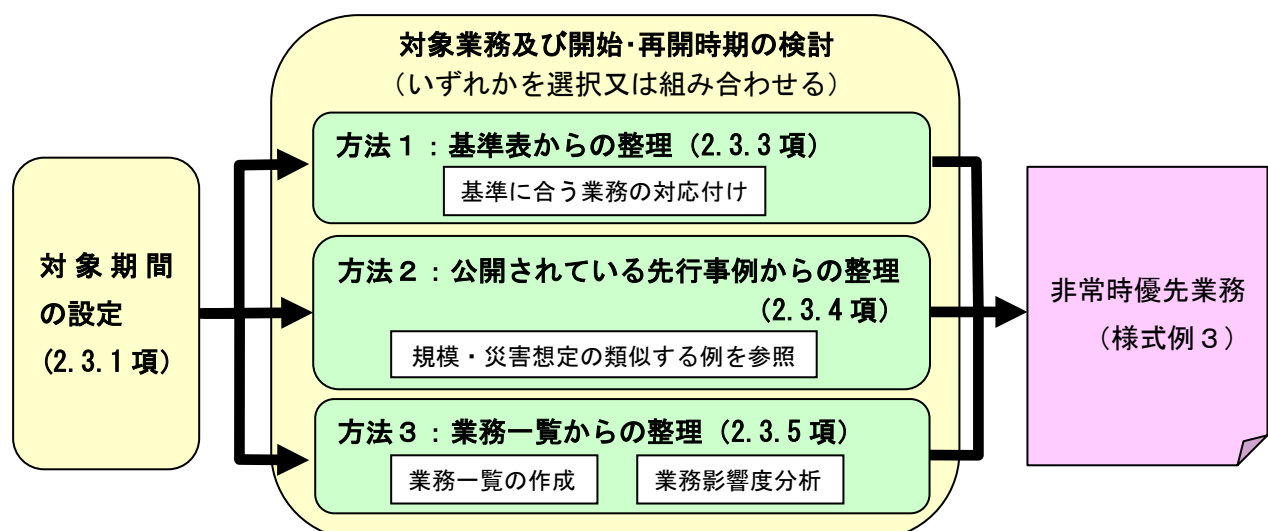 対象業務及び開始・再開時期の検討
（いずれかを選択又は組み合わせる）
対象期間
の設定
(2.3.1項)
方法１：基準表からの整理（2.3.3項）
基準に合う業務の対応付け
方法２：公開されている先行事例からの整理
（2.3.4項）
規模・災害想定の類似する例を参照
方法３：業務一覧からの整理（2.3.5項）
業務一覧の作成
業務影響度分析
非常時優先業務
（様式例３）